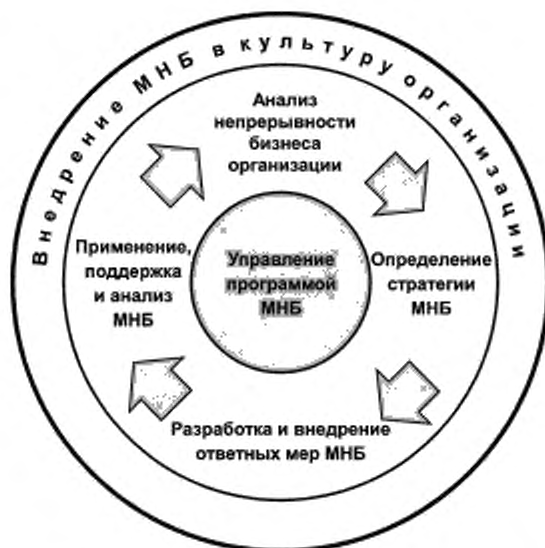 Внедрение МНБ в культуру организации
Анализ
непрерывности
бизнеса
организации
Применение,
поддержка
и анализ
МНБ
Управление
программой
МНБ
Определение
стратегии
МНБ
Разработка и внедрение
ответных мер МНБ